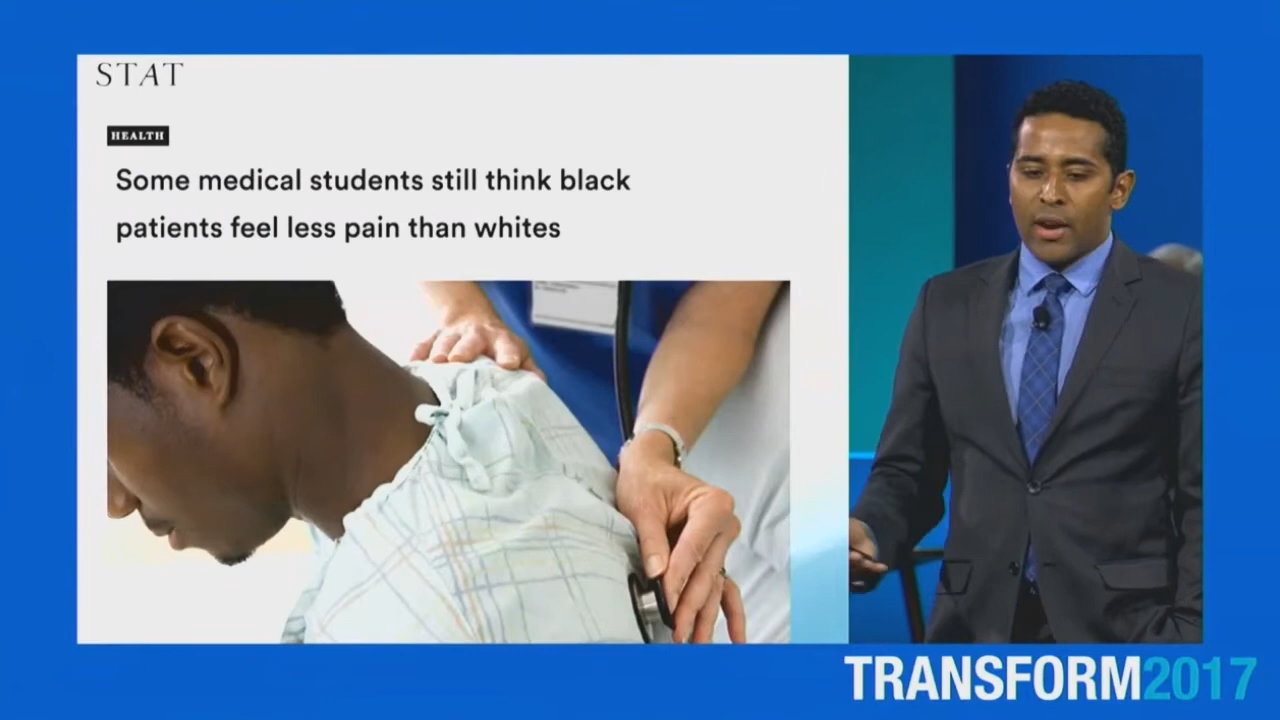 STAT
HEALTH
Some medical students still think black
patients feel less pain than whites
TRANSFORM2017